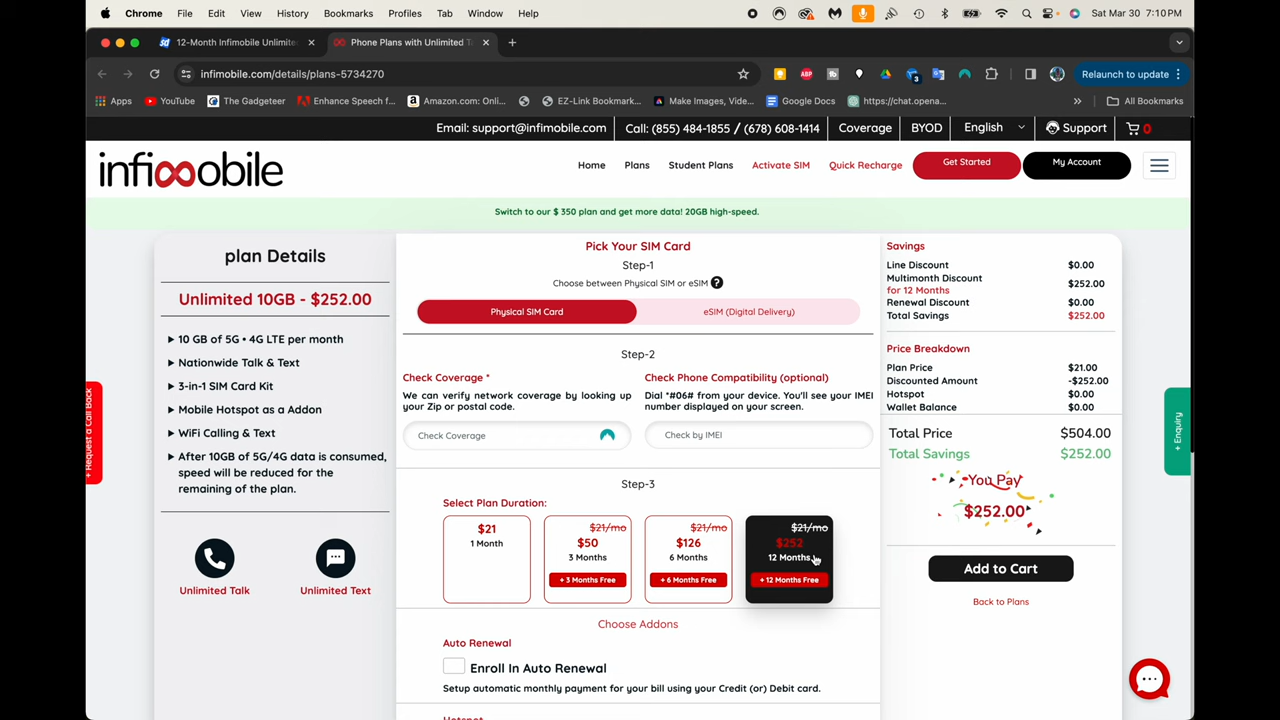 Chrome File Edit View History Bookmarks Profiles Tab Window Help Sat Mar 30 7:10 PM
12-Month Infimobile Unlimite
Phone Plans with Unlimited T
infimobile.com/details/plans-5734270
Relaunch to update
Apps YouTube The Gadgeteer Enhance Speech f... Amazon.com: Onli... EZ-Link Bookmark... Make Images, Vide... Google Docs https://chat.opena... » All Bookmarks
Email: support@infimobile.com Call: (855) 484-1855 / (678) 608-1414 Coverage BYOD English Support 0
infimobile
Home Plans Student Plans Activate SIM Quick Recharge Get Started My Account
Switch to our $ 350 plan and get more data! 20GB high-speed.
plan Details
Unlimited 10GB - $252.00
10 GB of 5G • 4G LTE per month
Nationwide Talk & Text
3-in-1 SIM Card Kit
Mobile Hotspot as a Addon
WiFi Calling & Text
After 10GB of 5G/4G data is consumed,
speed will be reduced for the
remaining of the plan.
Unlimited Talk
Unlimited Text
+ Request a Call Back
Pick Your SIM Card
Step-1
Choose between Physical SIM or eSIM ?
Physical SIM Card
eSIM (Digital Delivery)
Step-2
Check Coverage *
We can verify network coverage by looking up
your Zip or postal code.
Check Coverage
Check Phone Compatibility (optional)
Dial *#06# from your device. You'll see your IMEI
number displayed on your screen.
Check by IMEI
Step-3
Select Plan Duration:
$21
1 Month
$21/mo
$50
3 Months
+ 3 Months Free
$21/mo
$126
6 Months
+ 6 Months Free
$21/mo
$252
12 Months
+ 12 Months Free
Choose Addons
Auto Renewal
Enroll In Auto Renewal
Setup automatic monthly payment for your bill using your Credit (or) Debit card.
Hotspot
Savings
Line Discount $0.00
Multimonth Discount $252.00
for 12 Months
Renewal Discount $0.00
Total Savings $252.00
Price Breakdown
Plan Price $21.00
Discounted Amount -$252.00
Hotspot $0.00
Wallet Balance $0.00
Total Price $504.00
Total Savings $252.00
You Pay
$252.00
Add to Cart
Back to Plans
+ Enquiry